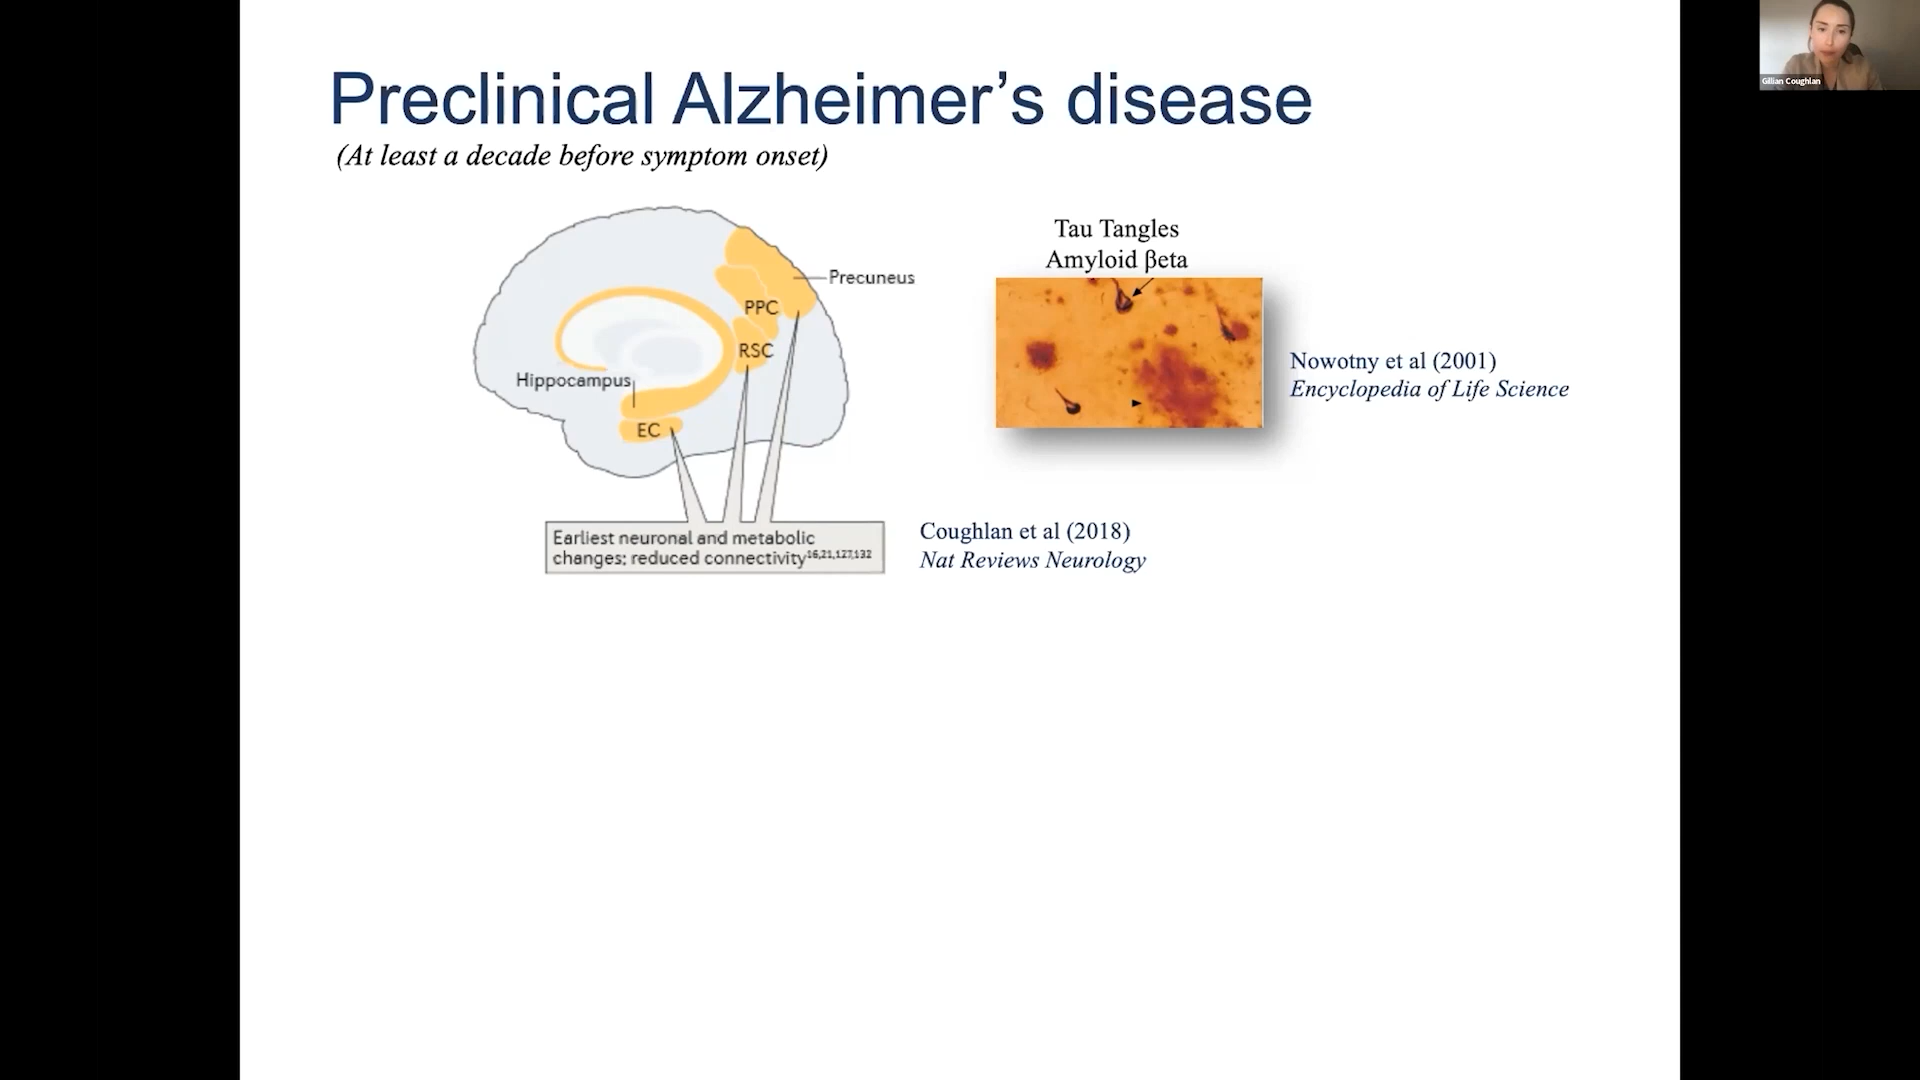 Preclinical Alzheimer's disease
(At least a decade before symptom onset)
Precuneus
PPC
RSC
Hippocampus
EC
Earliest neuronal and metabolic
changes; reduced connectivity16,21,127,132
Coughlan et al (2018)
Nat Reviews Neurology
Tau Tangles
Amyloid βeta
Nowotny et al (2001)
Encyclopedia of Life Science
Gillian Coughlan